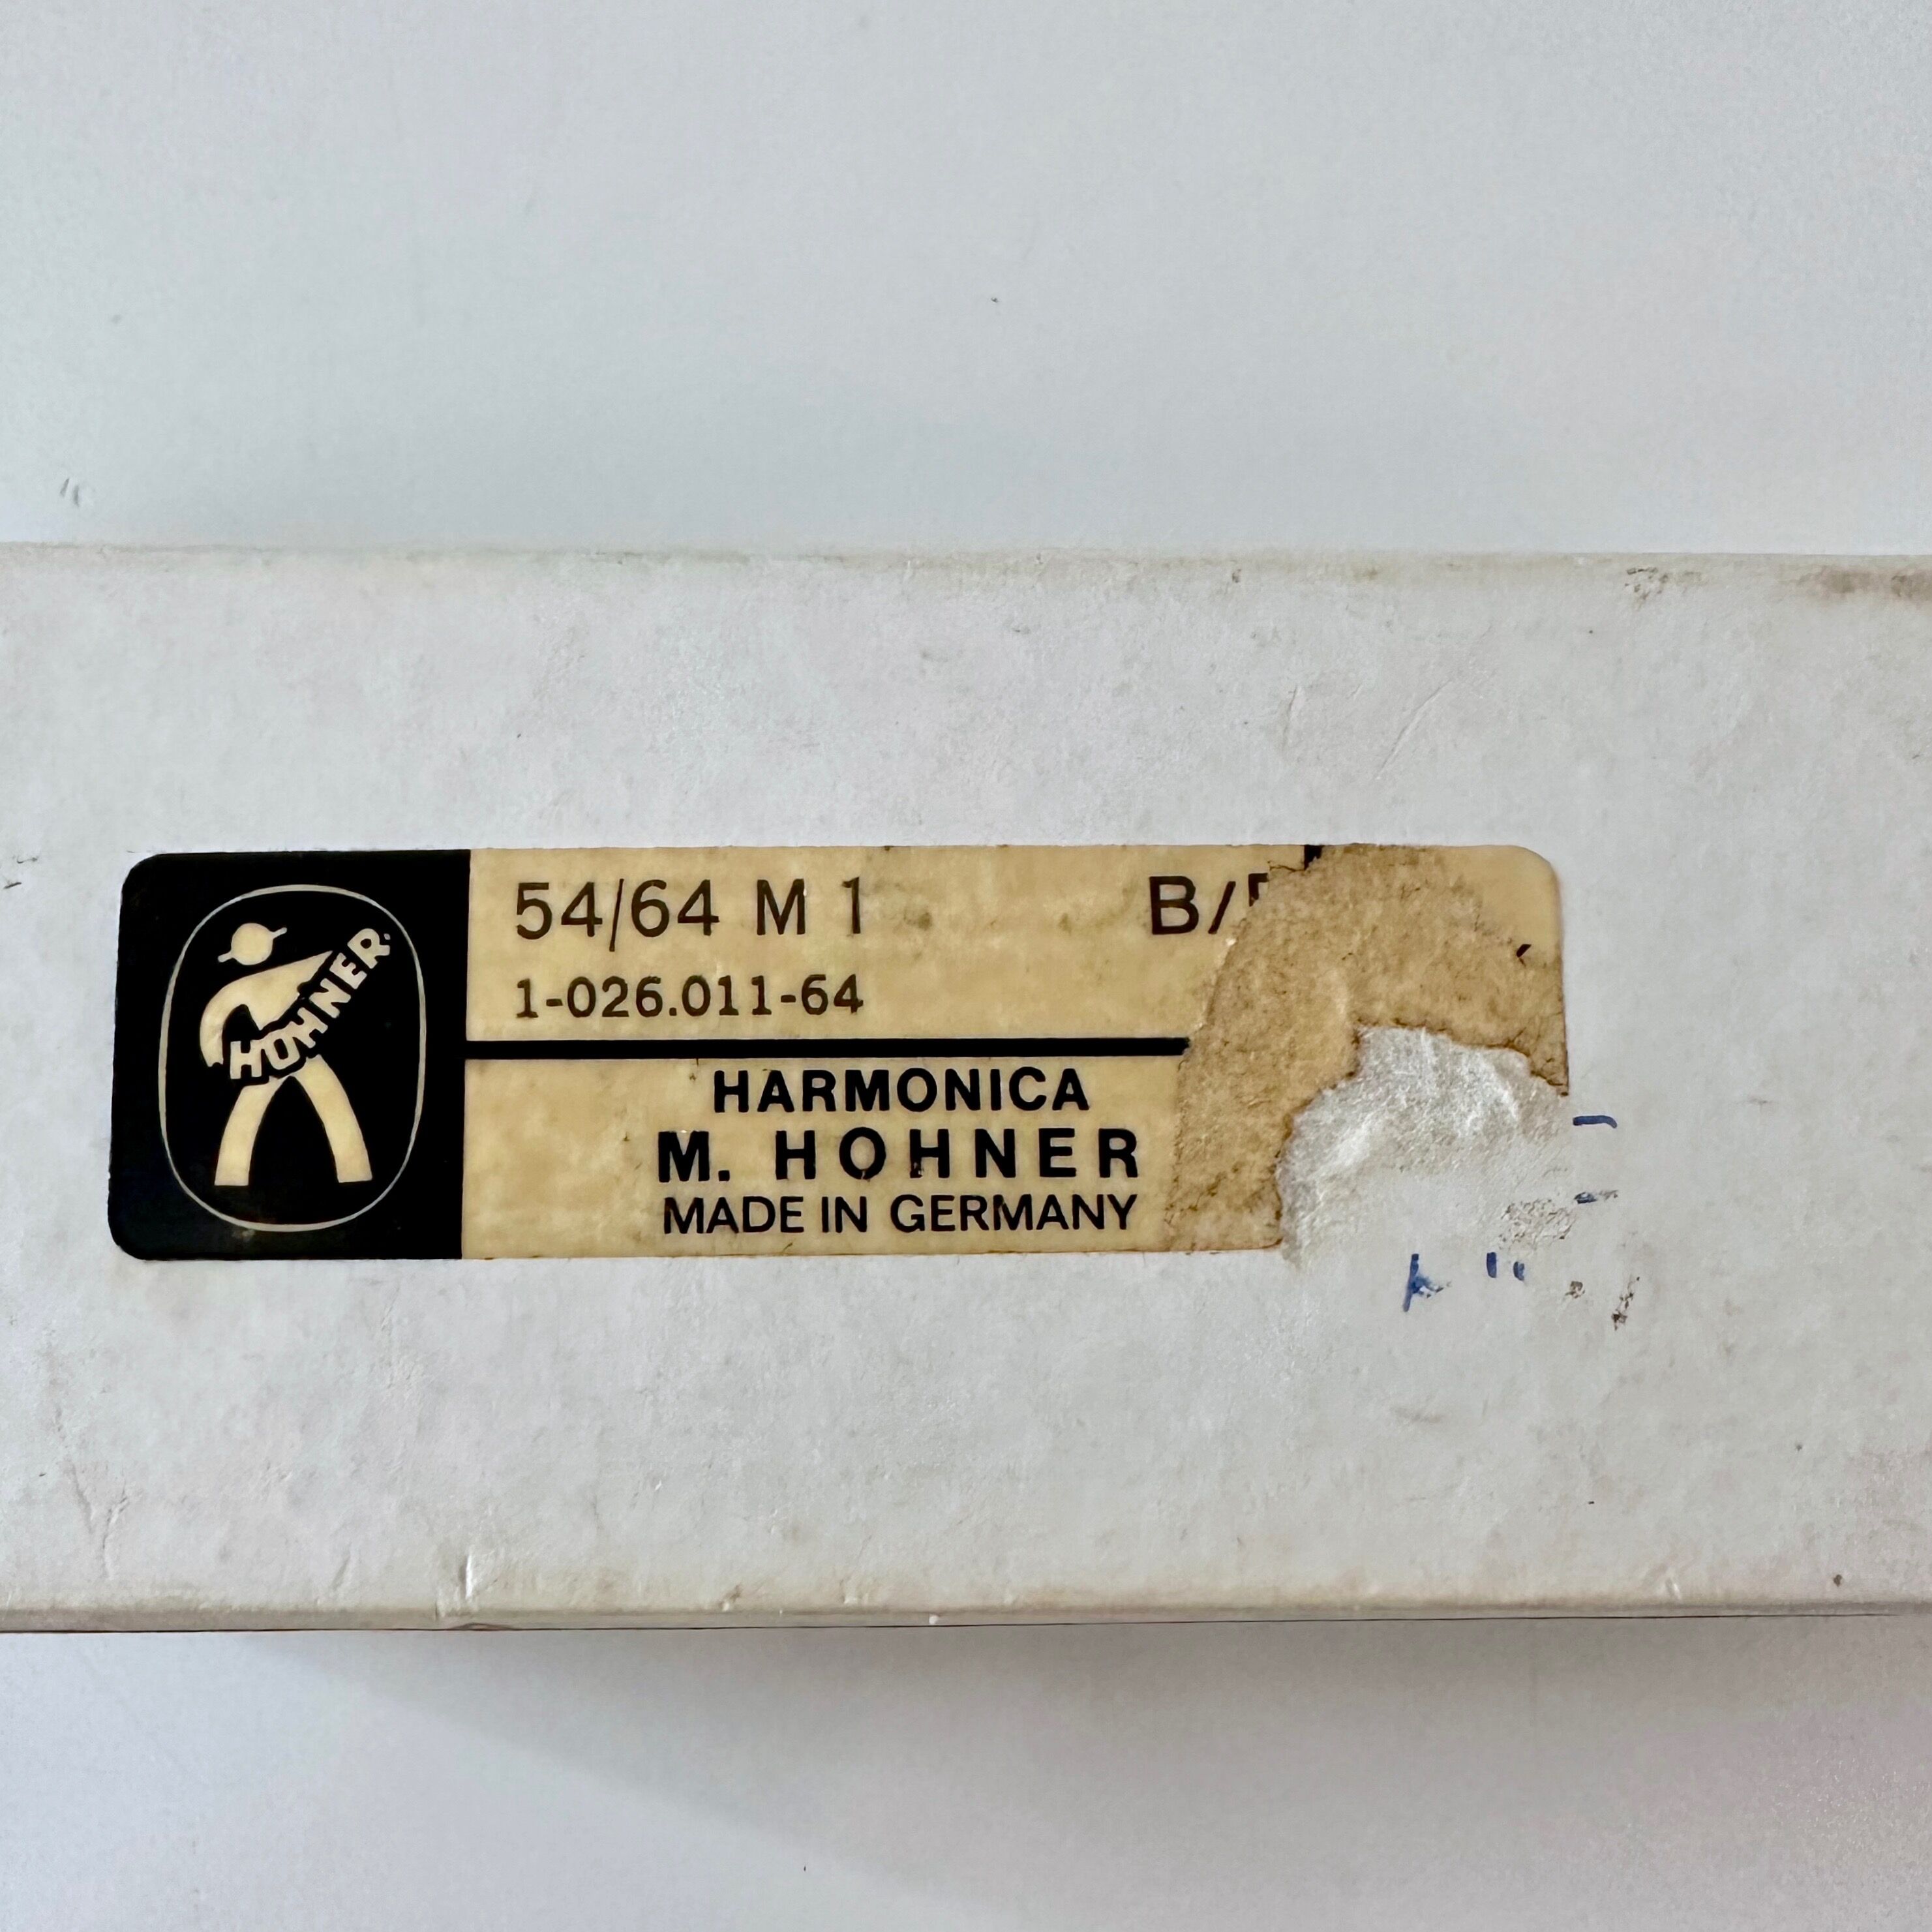 HOHNER
54/64 M 1 B/
1-026.011-64
HARMONICA
M. HOHNER
MADE IN GERMANY